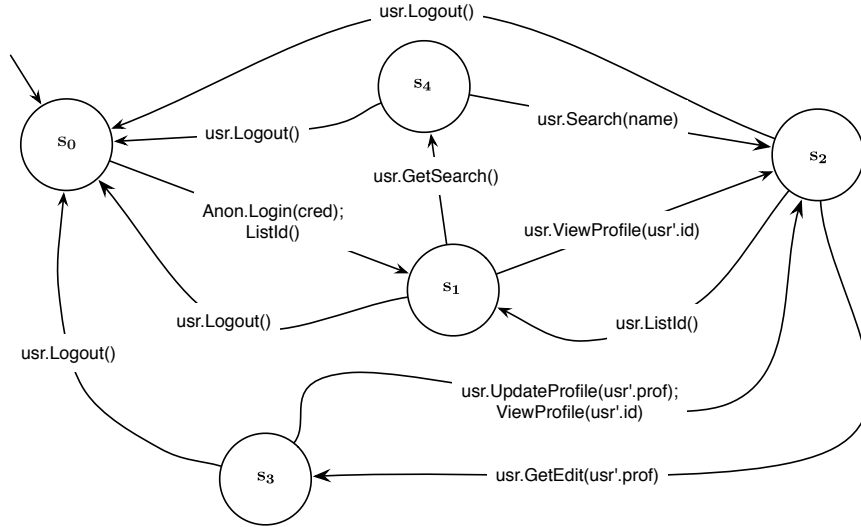 usr.Logout()
s4
usr.Search(name)
usr.Logout()
s0
s2
usr.GetSearch()
Anon.Login(cred);
ListId()
usr.ViewProfile(usr'.id)
s1
usr.Logout()
usr.ListId()
usr.Logout()
usr.UpdateProfile(usr'.prof);
ViewProfile(usr'.id)
s3
usr.GetEdit(usr'.prof)